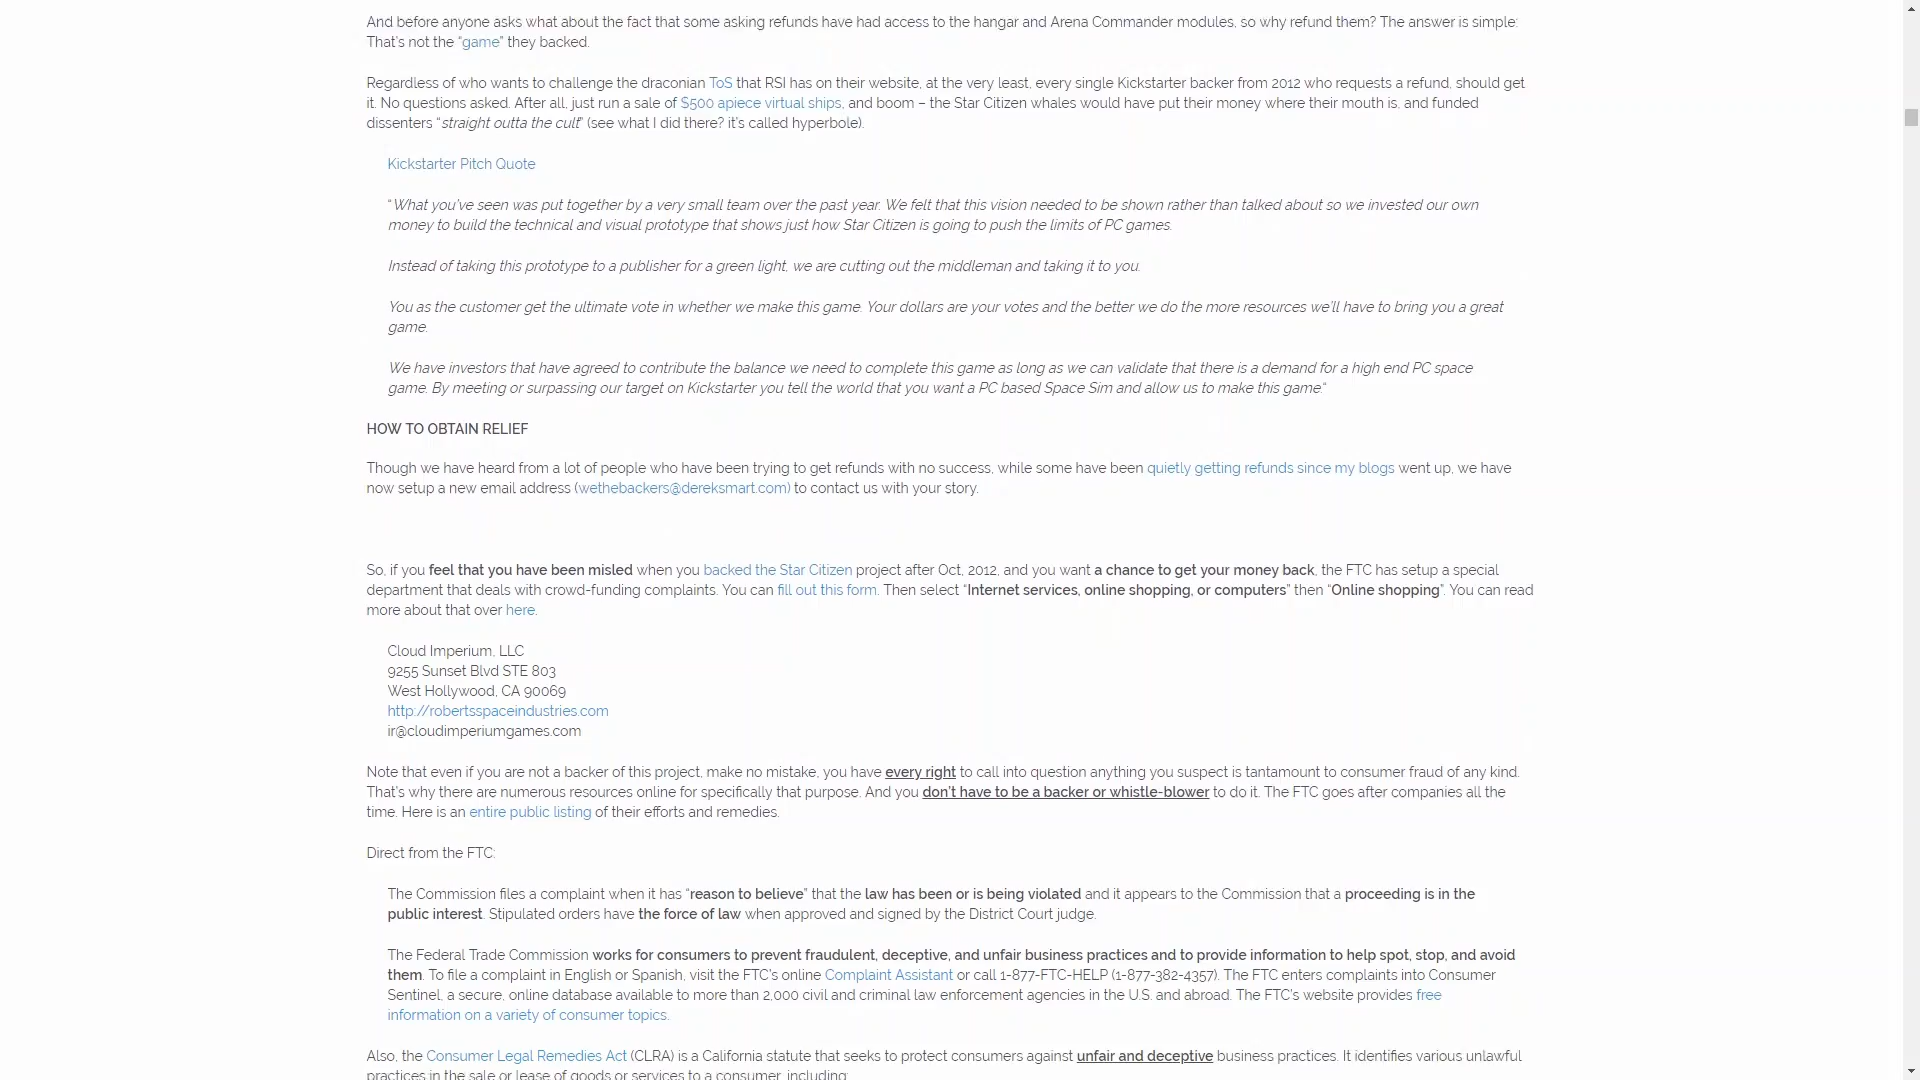 And before anyone asks what about the fact that some asking refunds have had access to the hangar and Arena Commander modules, so why refund them? The answer is simple:
That's not the “game” they backed.
Regardless of who wants to challenge the draconian ToS that RSI has on their website, at the very least, every single Kickstarter backer from 2012 who requests a refund, should get
it. No questions asked. After all, just run a sale of $500 apiece virtual ships, and boom – the Star Citizen whales would have put their money where their mouth is, and funded
dissenters “straight outta the cult” (see what I did there? it's called hyperbole).
Kickstarter Pitch Quote
“What you've seen was put together by a very small team over the past year. We felt that this vision needed to be shown rather than talked about so we invested our own
money to build the technical and visual prototype that shows just how Star Citizen is going to push the limits of PC games.
Instead of taking this prototype to a publisher for a green light, we are cutting out the middleman and taking it to you.
You as the customer get the ultimate vote in whether we make this game. Your dollars are your votes and the better we do the more resources we'll have to bring you a great
game.
We have investors that have agreed to contribute the balance we need to complete this game as long as we can validate that there is a demand for a high end PC space
game. By meeting or surpassing our target on Kickstarter you tell the world that you want a PC based Space Sim and allow us to make this game.“
HOW TO OBTAIN RELIEF
Though we have heard from a lot of people who have been trying to get refunds with no success, while some have been quietly getting refunds since my blogs went up, we have
now setup a new email address (wethebackers@dereksmart.com) to contact us with your story.
So, if you feel that you have been misled when you backed the Star Citizen project after Oct, 2012, and you want a chance to get your money back, the FTC has setup a special
department that deals with crowd-funding complaints. You can fill out this form. Then select “Internet services, online shopping, or computers” then “Online shopping”. You can read
more about that over here.
Cloud Imperium, LLC
9255 Sunset Blvd STE 803
West Hollywood, CA 90069
http://robertsspaceindustries.com
ir@cloudimperiumgames.com
Note that even if you are not a backer of this project, make no mistake, you have every right to call into question anything you suspect is tantamount to consumer fraud of any kind.
That's why there are numerous resources online for specifically that purpose. And you don't have to be a backer or whistle-blower to do it. The FTC goes after companies all the
time. Here is an entire public listing of their efforts and remedies.
Direct from the FTC:
The Commission files a complaint when it has “reason to believe” that the law has been or is being violated and it appears to the Commission that a proceeding is in the
public interest. Stipulated orders have the force of law when approved and signed by the District Court judge.
The Federal Trade Commission works for consumers to prevent fraudulent, deceptive, and unfair business practices and to provide information to help spot, stop, and avoid
them. To file a complaint in English or Spanish, visit the FTC's online Complaint Assistant or call 1-877-FTC-HELP (1-877-382-4357). The FTC enters complaints into Consumer
Sentinel, a secure, online database available to more than 2,000 civil and criminal law enforcement agencies in the U.S. and abroad. The FTC's website provides free
information on a variety of consumer topics.
Also, the Consumer Legal Remedies Act (CLRA) is a California statute that seeks to protect consumers against unfair and deceptive business practices. It identifies various unlawful
practices in the sale or lease of goods or services to a consumer, including: